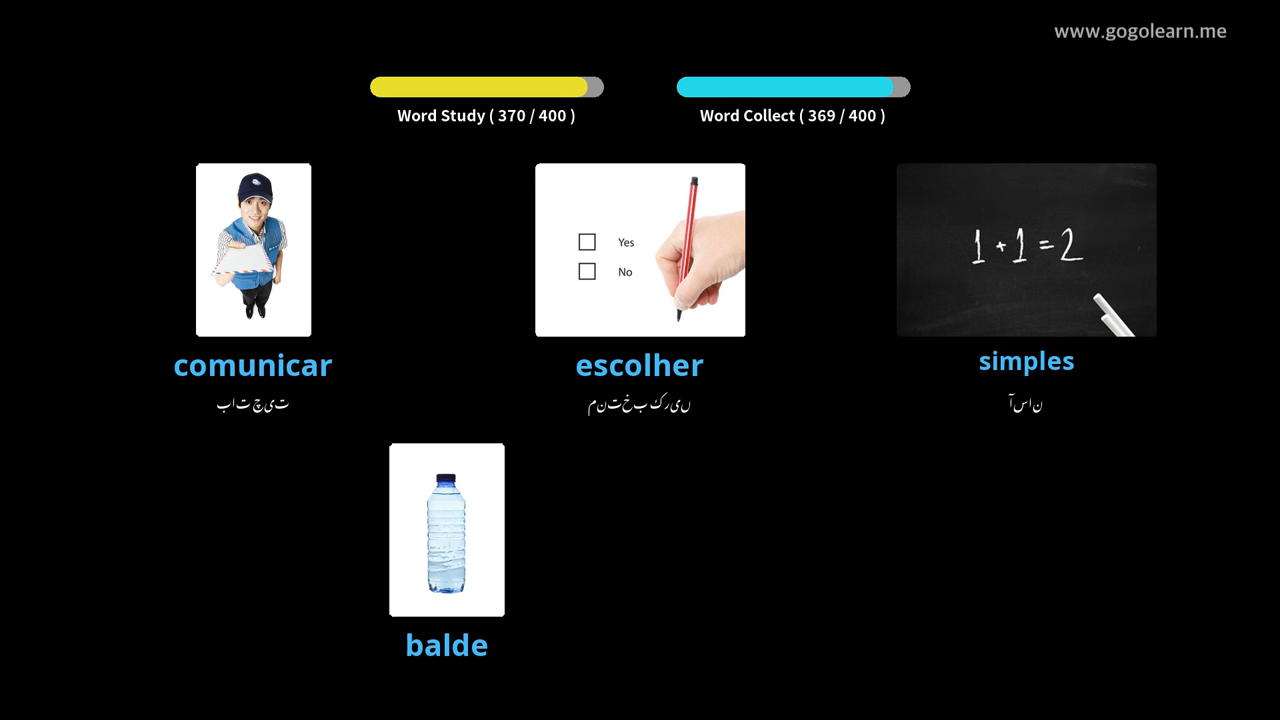 www.gogolearn.me
Word Study ( 370 / 400 )
Word Collect ( 369 / 400 )
Yes
No
1 + 1 = 2
comunicar
escolher
simples
بات چیت
منتخب کریں
آسان
balde